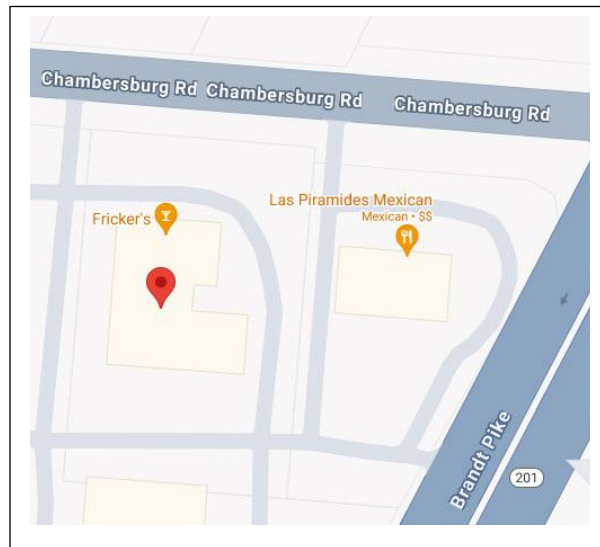 Chambersburg Rd
Chambersburg Rd
Chambersburg Rd
Las Piramides Mexican
Mexican • $$
Fricker's
Brandt Pike
201